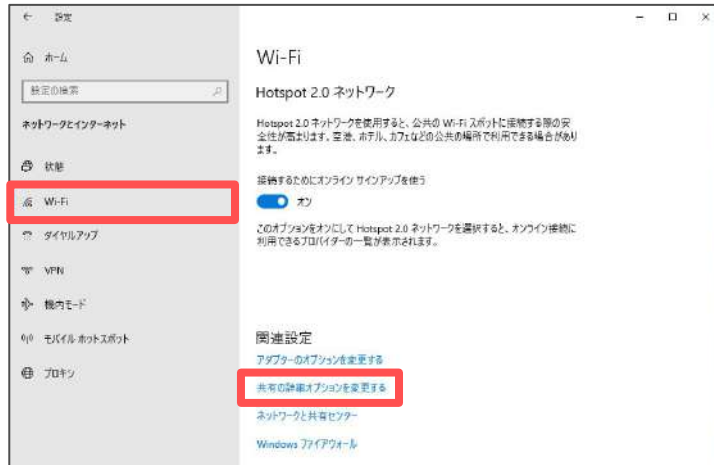 設定
ホーム
設定の検索
ネットワークとインターネット
状態
Wi-Fi
ダイヤルアップ
VPN
機内モード
モバイル ホットスポット
プロキシ
Wi-Fi
Hotspot 2.0 ネットワーク
Hotspot 2.0 ネットワークを使用すると、公共の Wi-Fi スポットに接続する際の安
全性が高まります。空港、ホテル、カフェなどの公共の場所で利用できる場合があり
ます。
接続するためにオンライン サインアップを使う
オン
このオプションをオンにして Hotspot 2.0 ネットワークを選択すると、オンライン接続に
利用できるプロバイダーの一覧が表示されます。
関連設定
アダプターのオプションを変更する
共有の詳細オプションを変更する
ネットワークと共有センター
Windows ファイアウォール